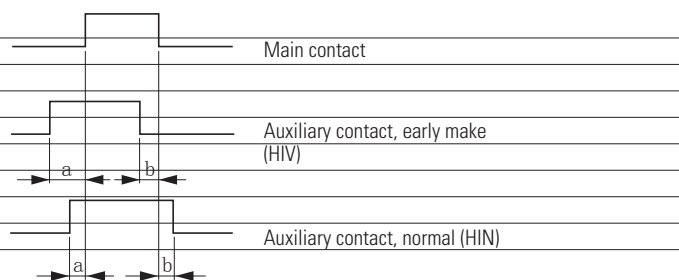 Main contact
Auxiliary contact, early make
(HIV)
a b
Auxiliary contact, normal (HIN)
a b